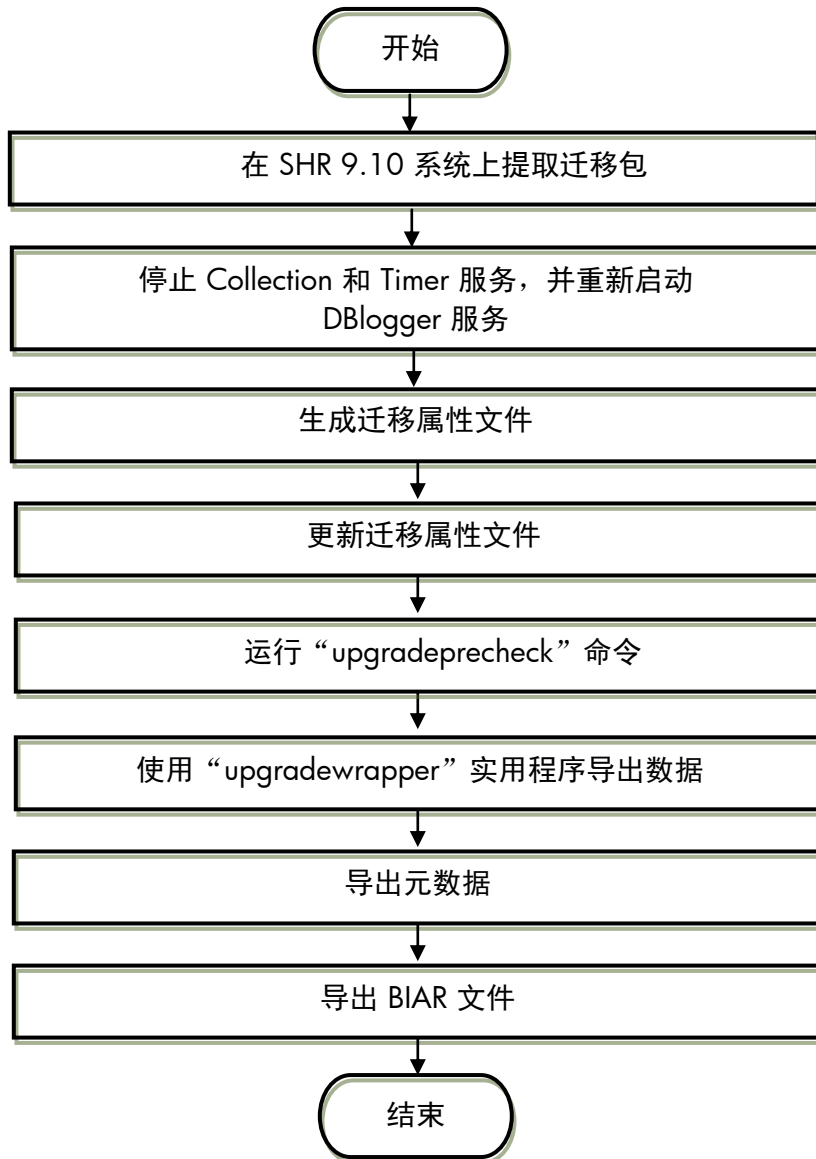 开始
在 SHR 9.10 系统上提取迁移包
停止 Collection 和 Timer 服务，并重新启动
DBlogger 服务
生成迁移属性文件
更新迁移属性文件
运行“upgradeprecheck”命令
使用“upgradewrapper”实用程序导出数据
导出元数据
导出 BIAR 文件
结束